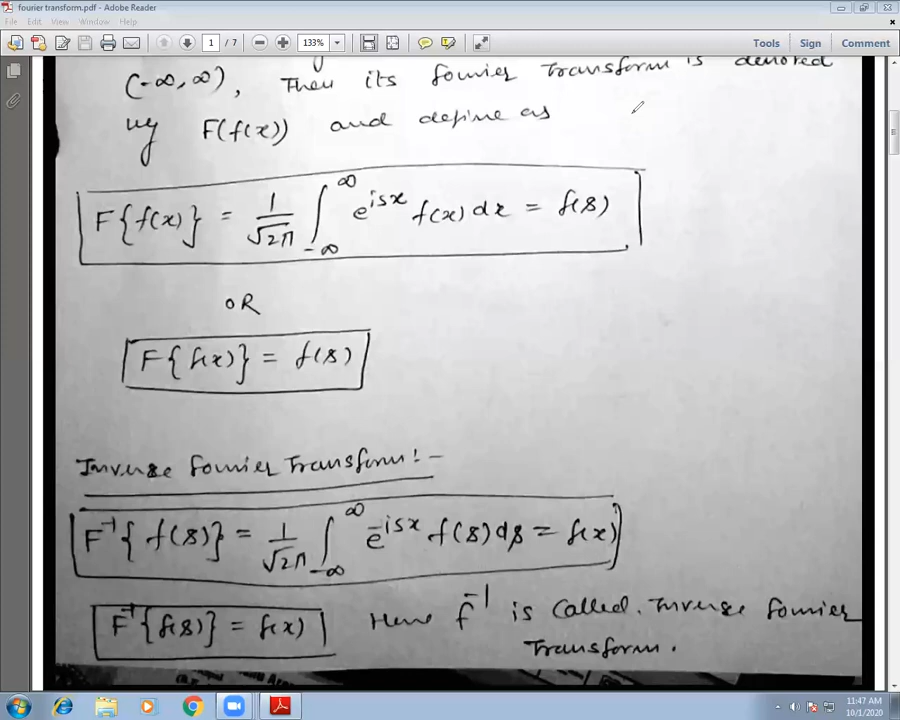 fourier transform.pdf - Adobe Reader
File Edit View Window Help
1 / 7 133% Tools Sign Comment
(-∞, ∞), Then its fourier transform is denoted
by F(f(x)) and define as
F{f(x)} = 1/√2π ∫_{-∞}^{∞} e^{isx} f(x) dx = f(s)
OR
F{f(x)} = f(s)
Inverse Fourier Transform:-
F⁻¹{f(s)} = 1/√2π ∫_{-∞}^{∞} e^{-isx} f(s) ds = f(x)
F⁻¹{f(s)} = f(x) Here f⁻¹ is called. Inverse fourier
Transform.
11:47 AM
10/1/2020